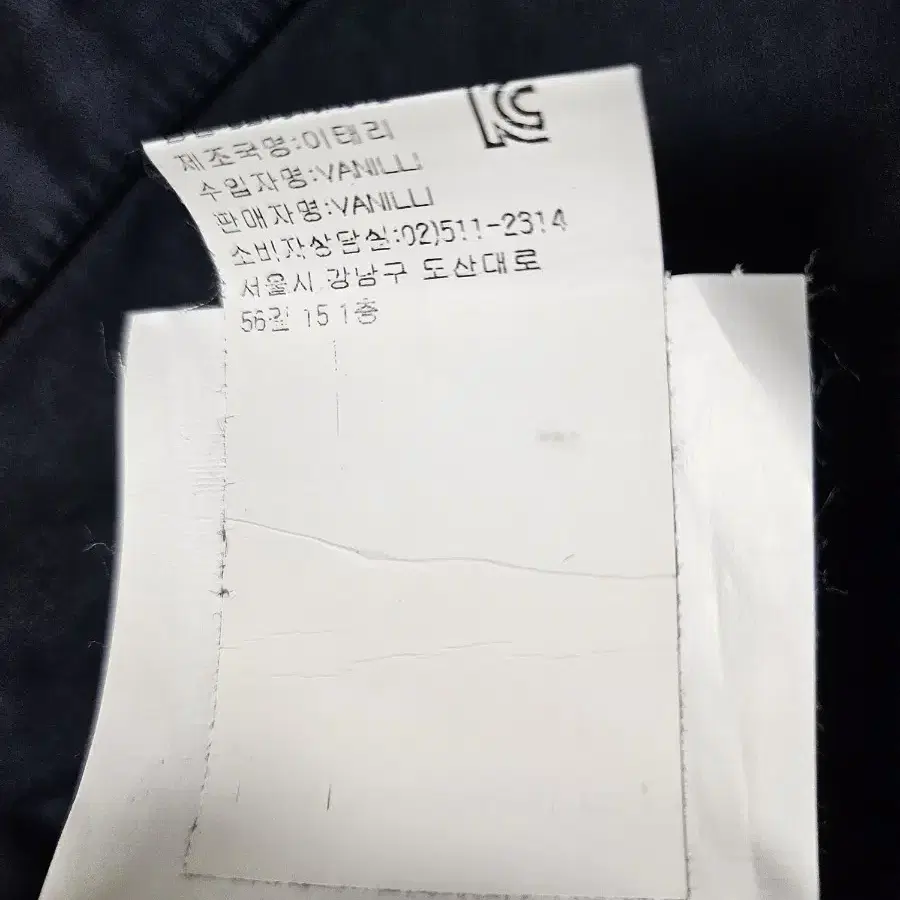 KC
제조국명:이태리
수입자명:VANILLI
판매자명:VANILLI
소비자상담실:02)511-2314
서울시 강남구 도산대로
56길 15 1층